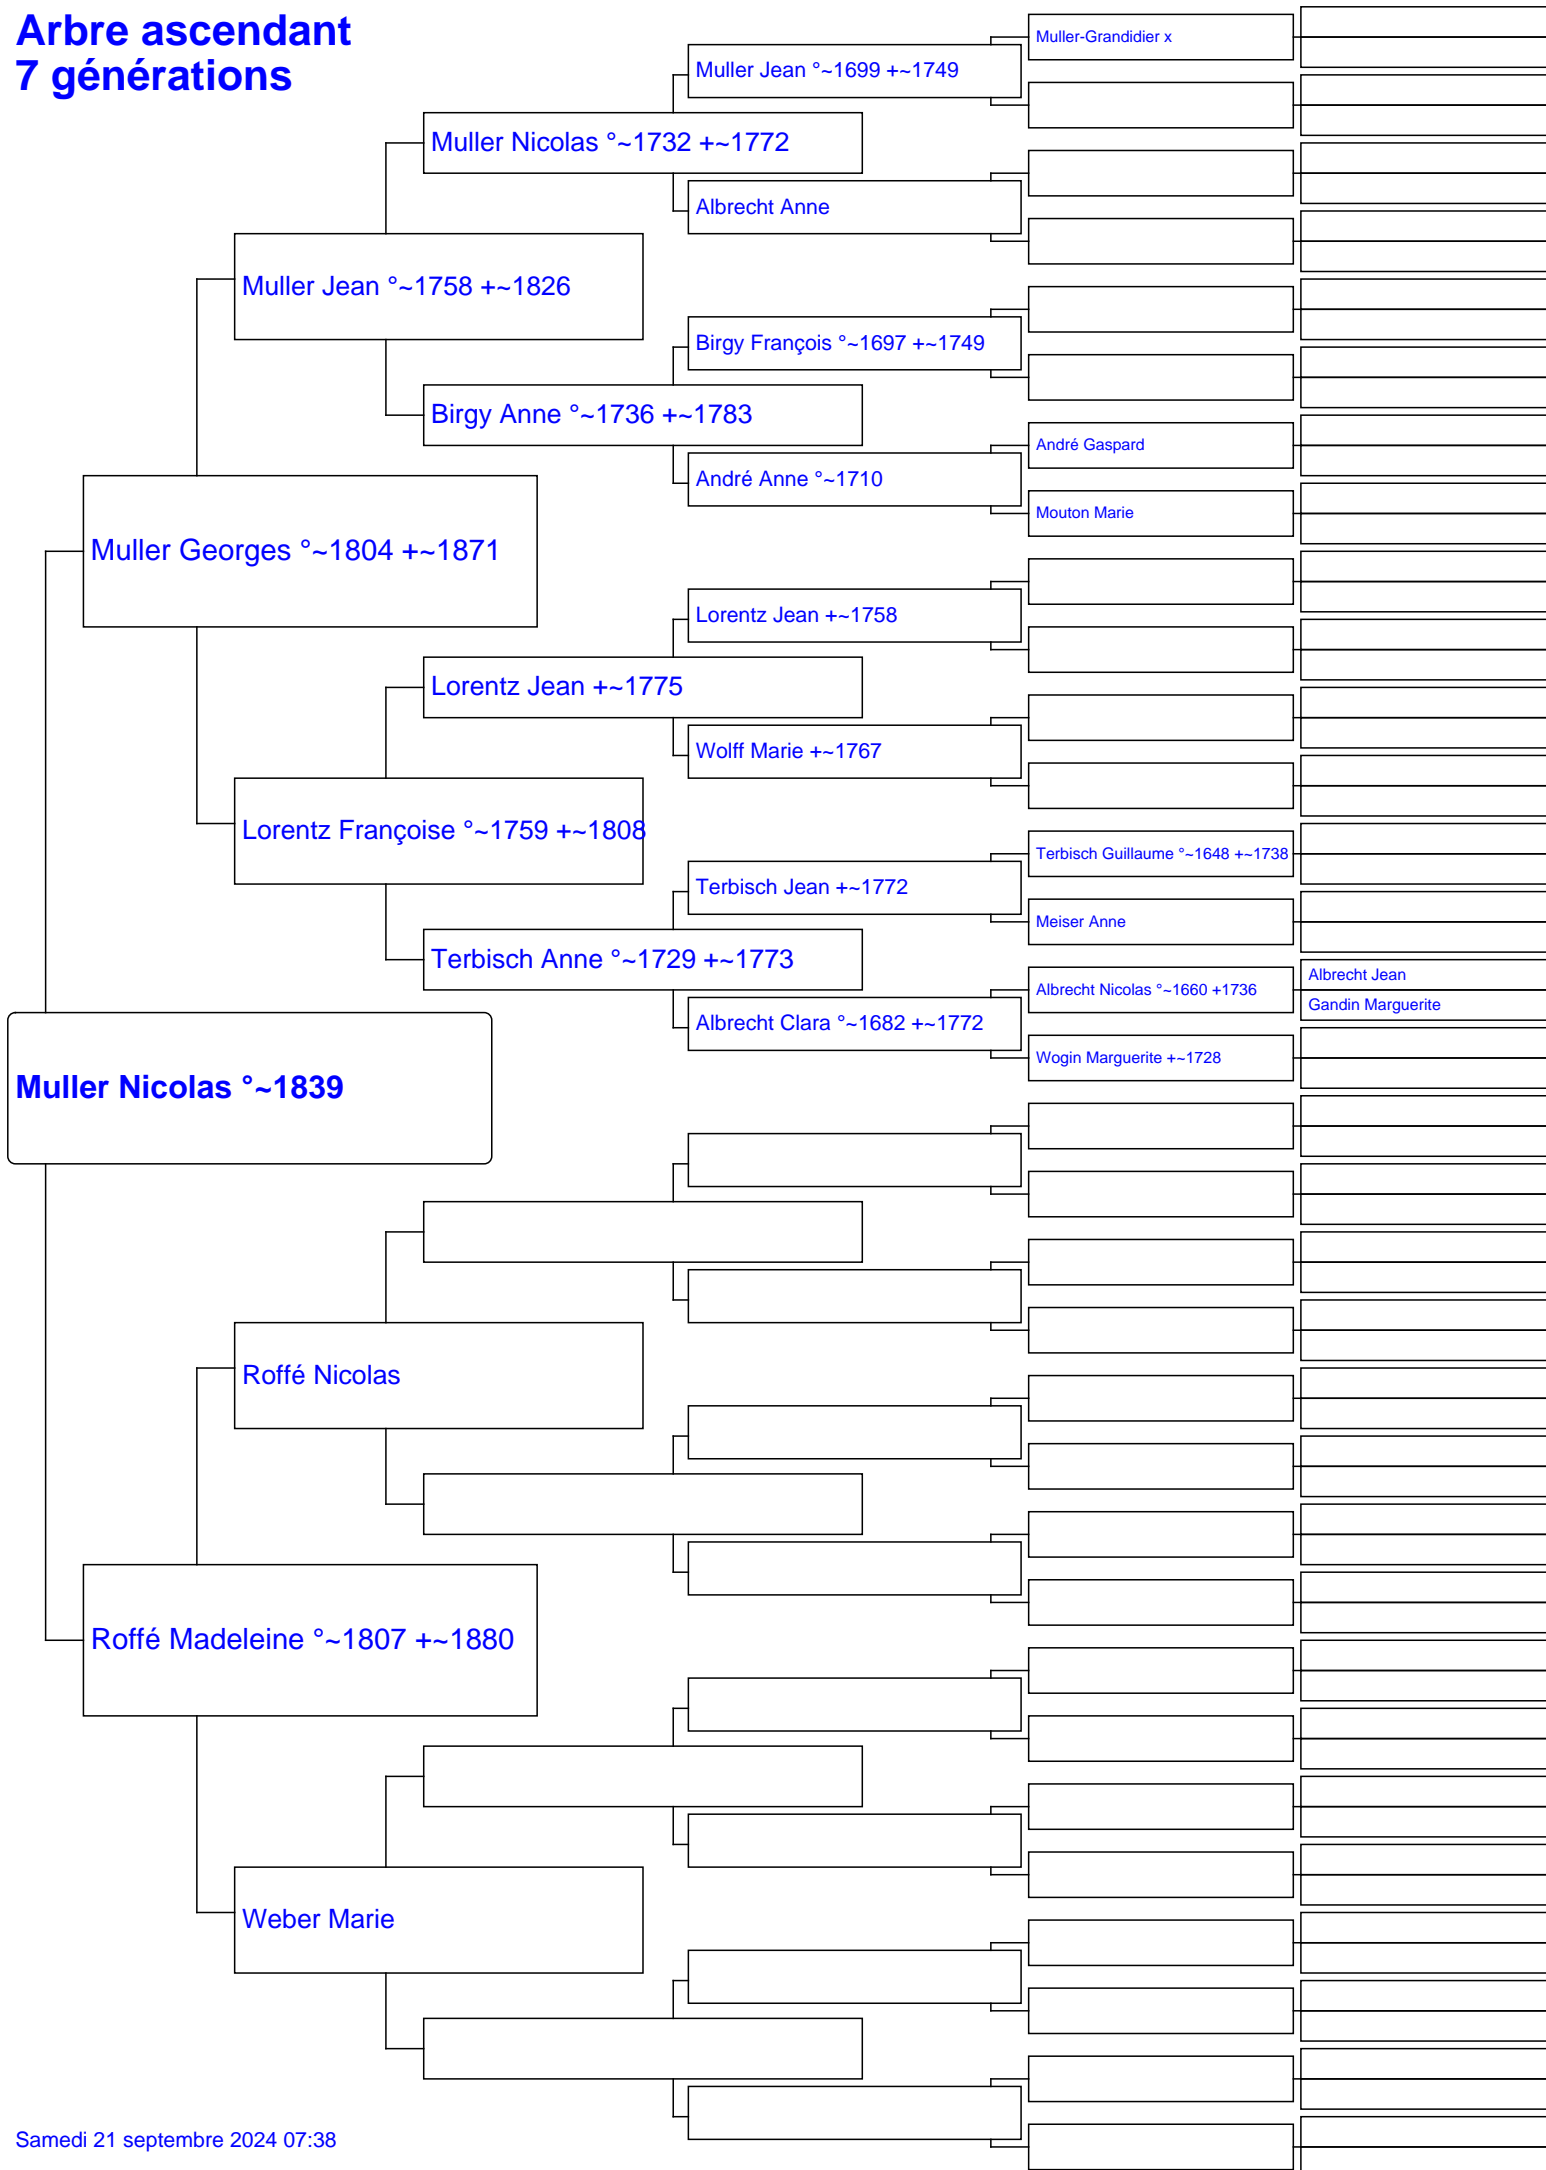 Arbre ascendant
7 générations
Muller-Grandidier x
Muller Jean °~1699 +~1749
Muller Nicolas °~1732 +~1772
Albrecht Anne
Muller Jean °~1758 +~1826
Birgy François °~1697 +~1749
Birgy Anne °~1736 +~1783
André Gaspard
André Anne °~1710
Mouton Marie
Muller Georges °~1804 +~1871
Lorentz Jean +~1758
Lorentz Jean +~1775
Wolff Marie +~1767
Lorentz Françoise °~1759 +~1808
Terbisch Guillaume °~1648 +~1738
Terbisch Jean +~1772
Meiser Anne
Terbisch Anne °~1729 +~1773
Albrecht Jean
Albrecht Nicolas °~1660 +1736
Gandin Marguerite
Albrecht Clara °~1682 +~1772
Wogin Marguerite +~1728
Muller Nicolas °~1839
Roffé Nicolas
Roffé Madeleine °~1807 +~1880
Weber Marie
Samedi 21 septembre 2024 07:38